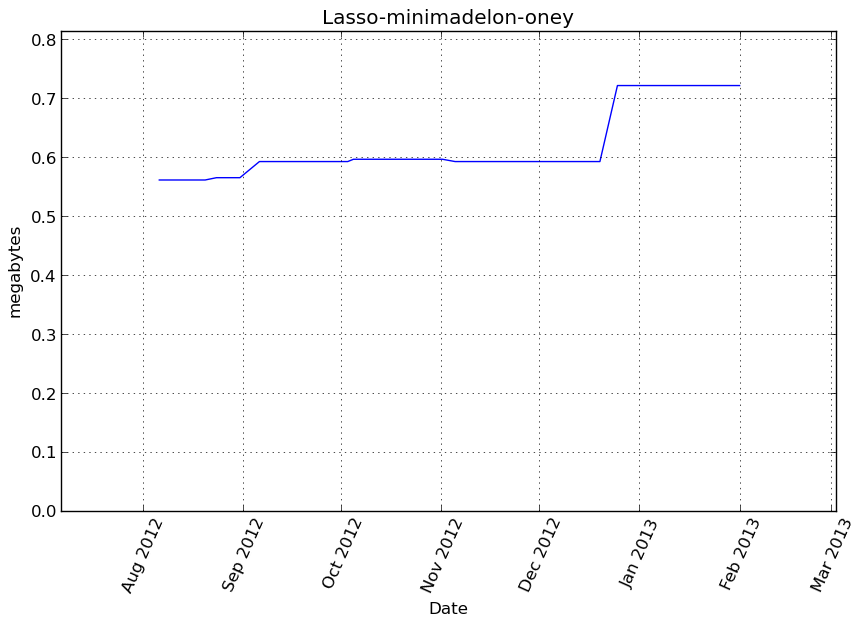 Lasso-minimadelon-oney
0.8
0.7
0.6
0.5
0.4
0.3
0.2
0.1
0.0
megabytes
Aug 2012
Sep 2012
Oct 2012
Nov 2012
Dec 2012
Jan 2013
Feb 2013
Mar 2013
Date